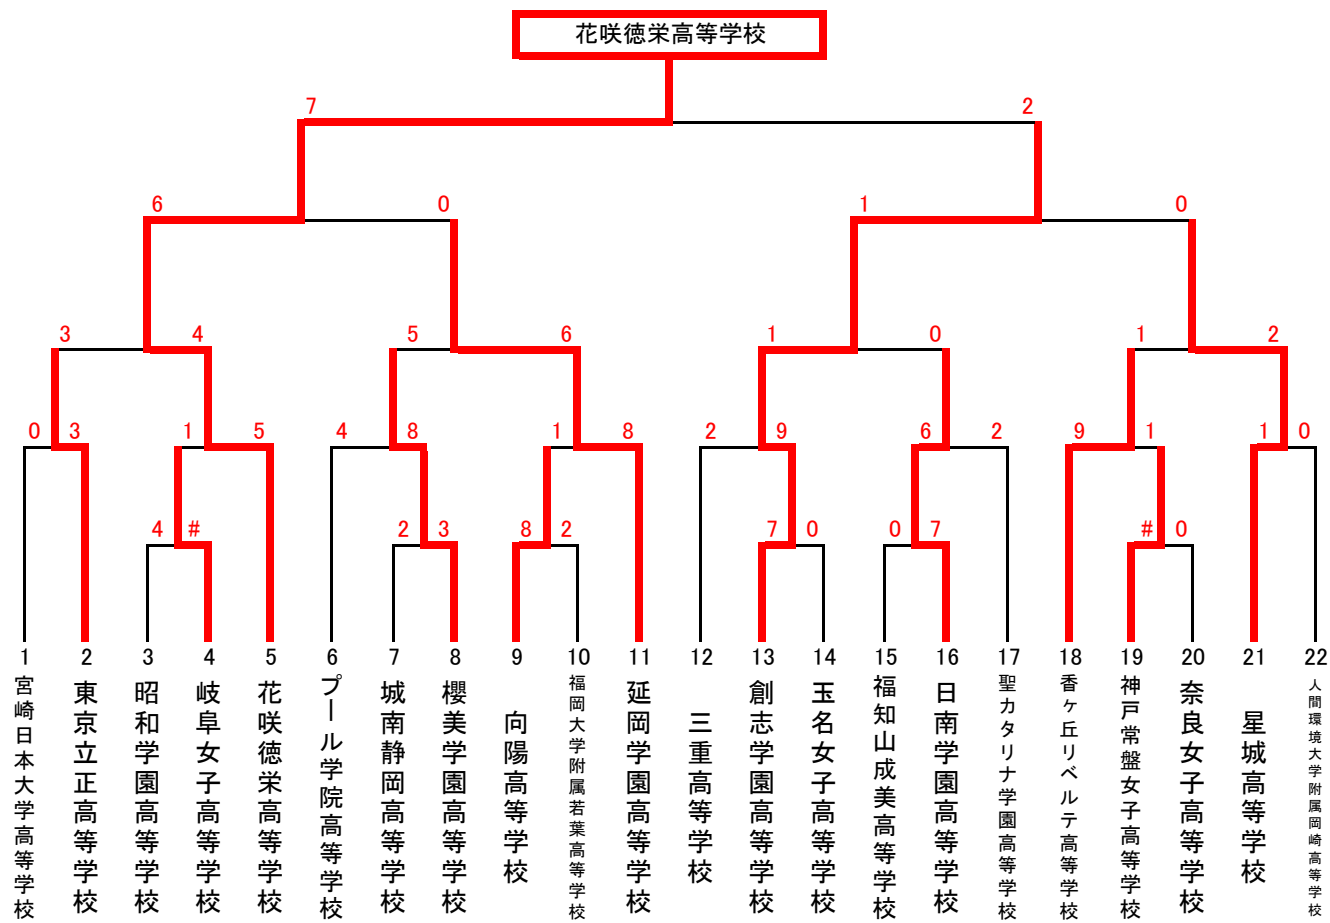 花咲徳栄高等学校
7 2
6 0 1 0
3 4 5 6 1 0 1 2
0 3 1 5 4 8 1 8 2 9 6 2 9 1 1 0
4 # 2 3 8 2 7 0 0 7 # 0
1 2 3 4 5 6 7 8 9 10 11 12 13 14 15 16 17 18 19 20 21 22
宮崎日本大学高等学校
東京立正高等学校
昭和学園高等学校
岐阜女子高等学校
花咲徳栄高等学校
プール学院高等学校
城南静岡高等学校
櫻美学園高等学校
向陽高等学校
福岡大学附属若葉高等学校
延岡学園高等学校
三重高等学校
創志学園高等学校
玉名女子高等学校
福知山成美高等学校
日南学園高等学校
聖カタリナ学園高等学校
香ヶ丘リベルテ高等学校
神戸常盤女子高等学校
奈良女子高等学校
星城高等学校
人間環境大学附属岡崎高等学校